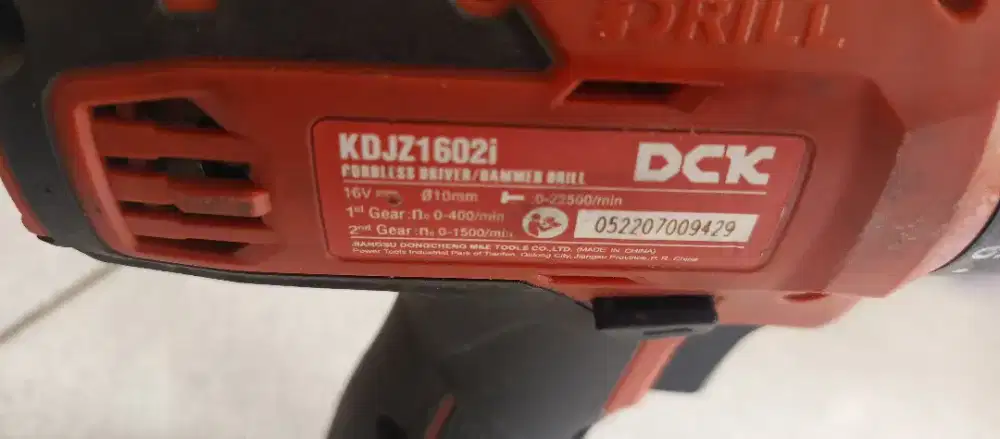 DRILL
KDJZ1602i
DCK
CORDLESS DRIVER/HAMMER DRILL
16V Ø10mm 0-22500/min
1st Gear:n₀ 0-400/min
2nd Gear:n₀ 0-1500/min
052207009429
JIANGSU DONGCHENG M&E TOOLS CO.,LTD. (MADE IN CHINA)
Power Tools Industrial Park of Tianfen, Qidong City, Jiangsu Province, P. R. China